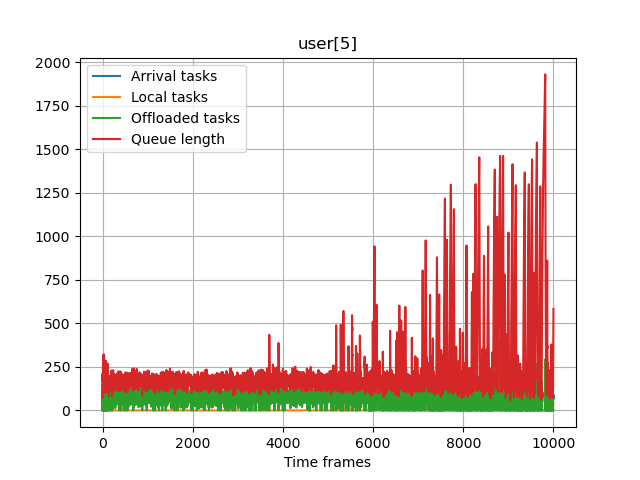 user[5]
2000
1750
1500
1250
1000
750
500
250
0
Arrival tasks
Local tasks
Offloaded tasks
Queue length
0 2000 4000 6000 8000 10000
Time frames